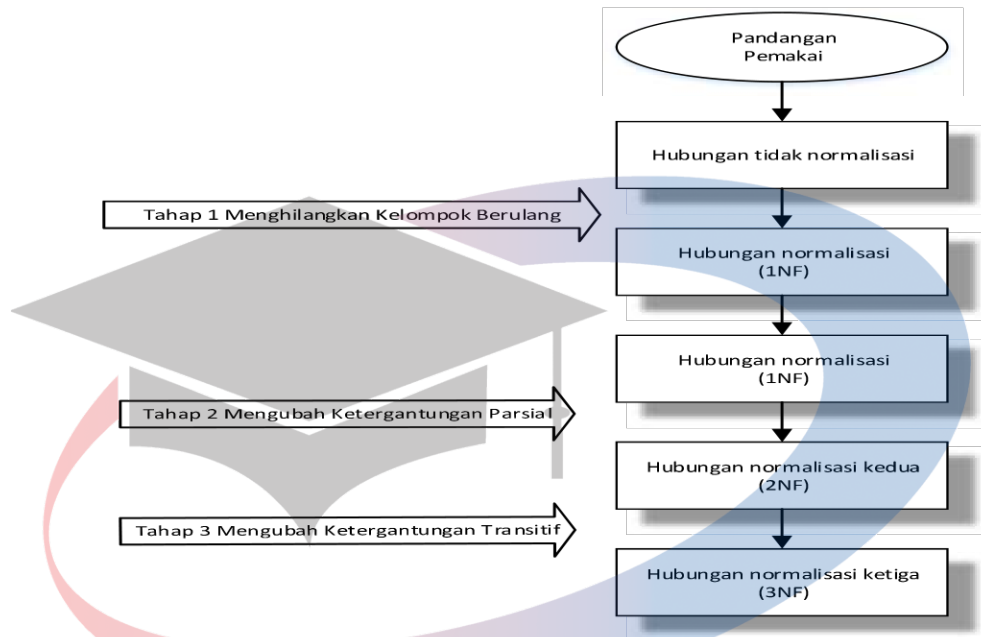 Pandangan
Pemakai
Hubungan tidak normalisasi
Tahap 1 Menghilangkan Kelompok Berulang
Hubungan normalisasi
(1NF)
Hubungan normalisasi
(1NF)
Tahap 2 Mengubah Ketergantungan Parsial
Hubungan normalisasi kedua
(2NF)
Tahap 3 Mengubah Ketergantungan Transitif
Hubungan normalisasi ketiga
(3NF)